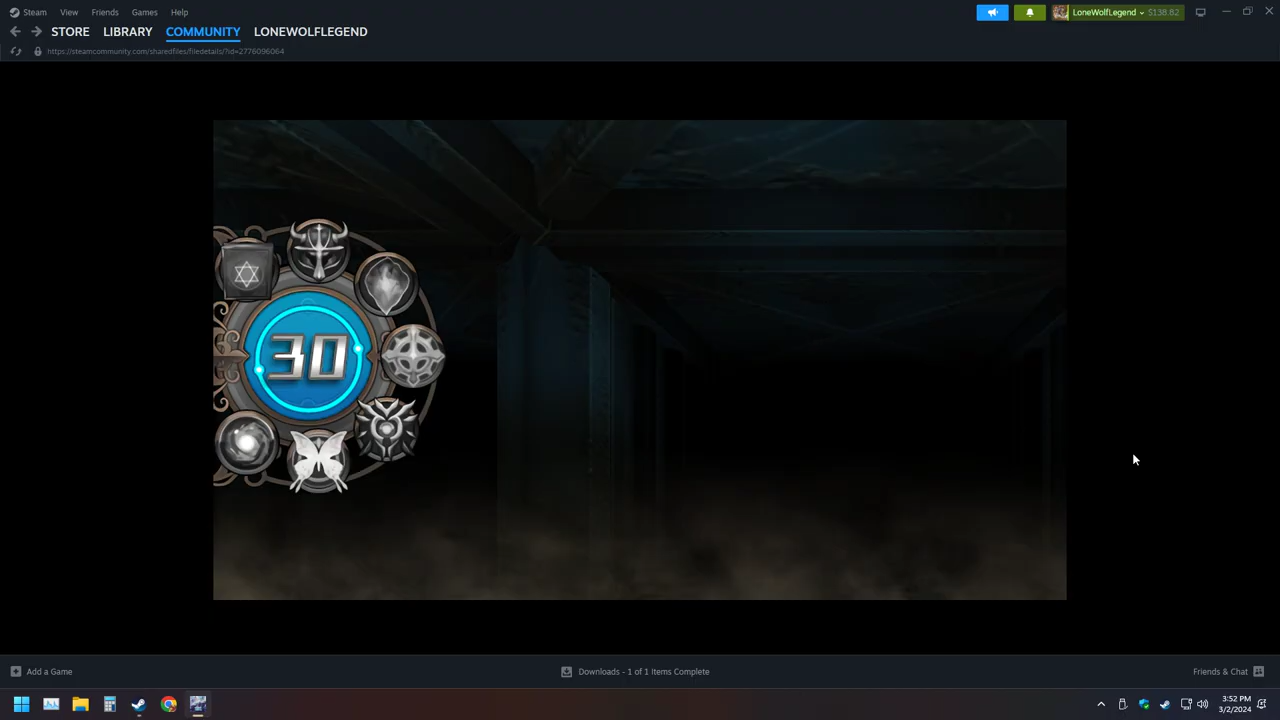 Steam View Friends Games Help
LoneWolfLegend $138.82
STORE LIBRARY COMMUNITY LONEWOLFLEGEND
https://steamcommunity.com/sharedfiles/filedetails/?id=2776096064
30
Add a Game
Downloads - 1 of 1 Items Complete
Friends & Chat
3:52 PM
3/2/2024